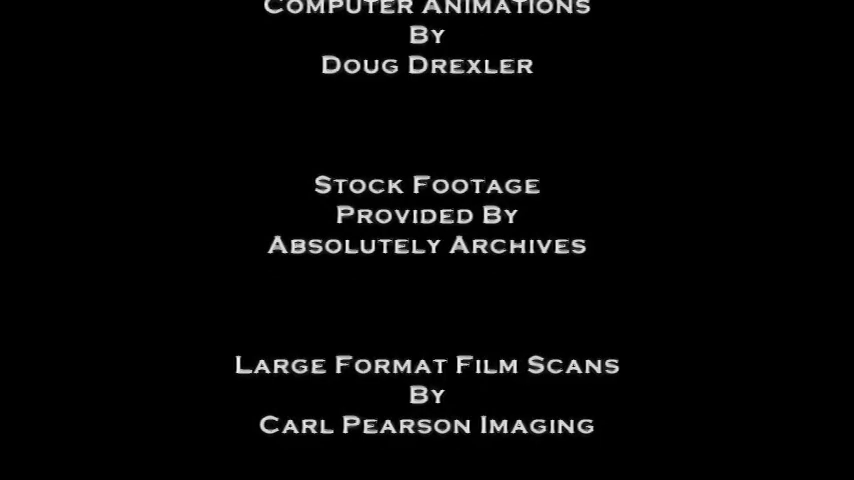 Computer Animations
By
Doug Drexler
Stock Footage
Provided By
Absolutely Archives
Large Format Film Scans
By
Carl Pearson Imaging